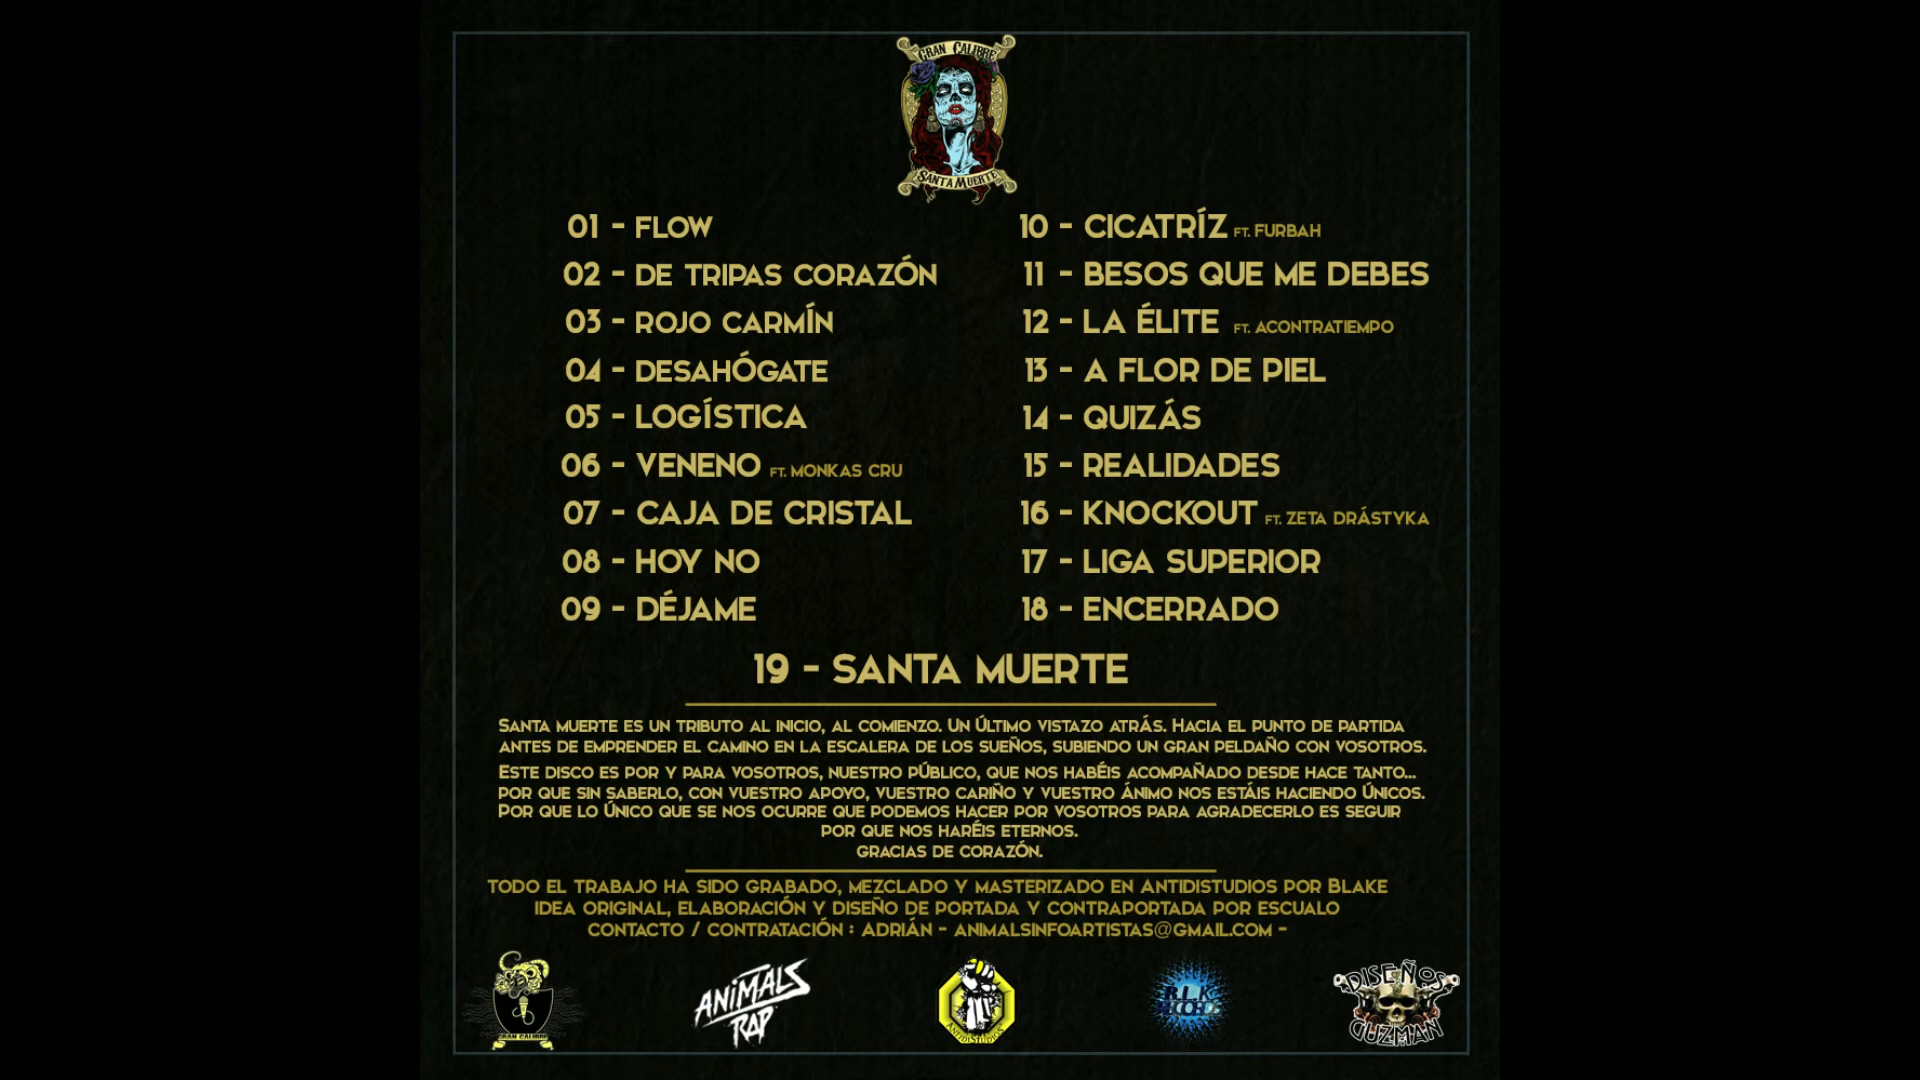 GRAN CALIBRE
SANTA MUERTE
01 - FLOW
02 - DE TRIPAS CORAZÓN
03 - ROJO CARMÍN
04 - DESAHÓGATE
05 - LOGÍSTICA
06 - VENENO FT. MONKAS CRU
07 - CAJA DE CRISTAL
08 - HOY NO
09 - DÉJAME
10 - CICATRÍZ FT. FURBAH
11 - BESOS QUE ME DEBES
12 - LA ÉLITE FT. ACONTRATIEMPO
13 - A FLOR DE PIEL
14 - QUIZÁS
15 - REALIDADES
16 - KNOCKOUT FT. ZETA DRÁSTYKA
17 - LIGA SUPERIOR
18 - ENCERRADO
19 - SANTA MUERTE
SANTA MUERTE ES UN TRIBUTO AL INICIO, AL COMIENZO. UN ÚLTIMO VISTAZO ATRÁS. HACIA EL PUNTO DE PARTIDA
ANTES DE EMPRENDER EL CAMINO EN LA ESCALERA DE LOS SUEÑOS, SUBIENDO UN GRAN PELDAÑO CON VOSOTROS.
ESTE DISCO ES POR Y PARA VOSOTROS, NUESTRO PÚBLICO, QUE NOS HABÉIS ACOMPAÑADO DESDE HACE TANTO...
POR QUE SIN SABERLO, CON VUESTRO APOYO, VUESTRO CARIÑO Y VUESTRO ÁNIMO NOS ESTÁIS HACIENDO ÚNICOS.
POR QUE LO ÚNICO QUE SE NOS OCURRE QUE PODEMOS HACER POR VOSOTROS PARA AGRADECERLO ES SEGUIR
POR QUE NOS HARÉIS ETERNOS.
GRACIAS DE CORAZÓN.
TODO EL TRABAJO HA SIDO GRABADO, MEZCLADO Y MASTERIZADO EN ANTIDISTUDIOS POR BLAKE
IDEA ORIGINAL, ELABORACIÓN Y DISEÑO DE PORTADA Y CONTRAPORTADA POR ESCUALO
CONTACTO / CONTRATACIÓN : ADRIÁN - ANIMALSINFOARTISTAS@GMAIL.COM -
GRAN CALIBRE
ANIMALS
RAP
ANTIDISTUDIOS
B.L.K
RECORDS
DISEÑOS
GUZMAN